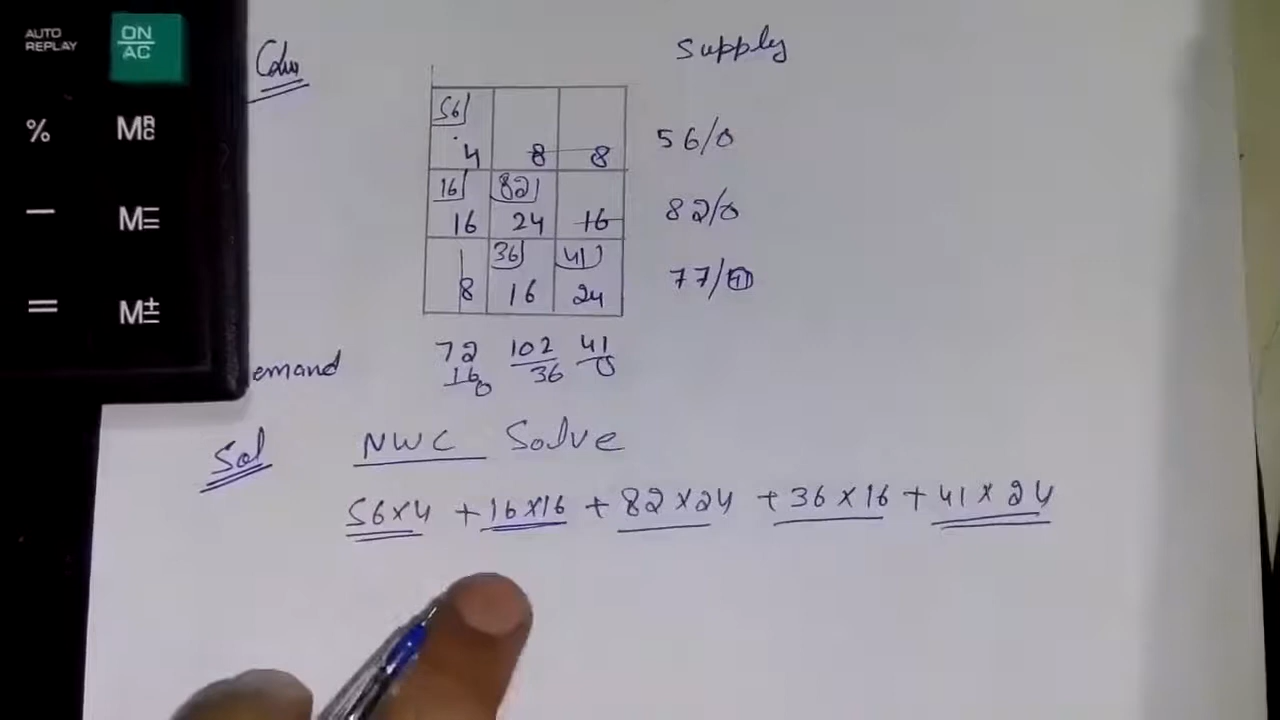 AUTO
REPLAY
ON
AC
%
MRC
−
M=
=
M±
Supply
56
4 8 8 56/0
16 82
16 24 16 82/0
36 41
8 16 24 77/
emand
72 102 41
16 36 0
0
Sol NWC Solve
56×4 + 16×16 + 82×24 + 36×16 + 41×24